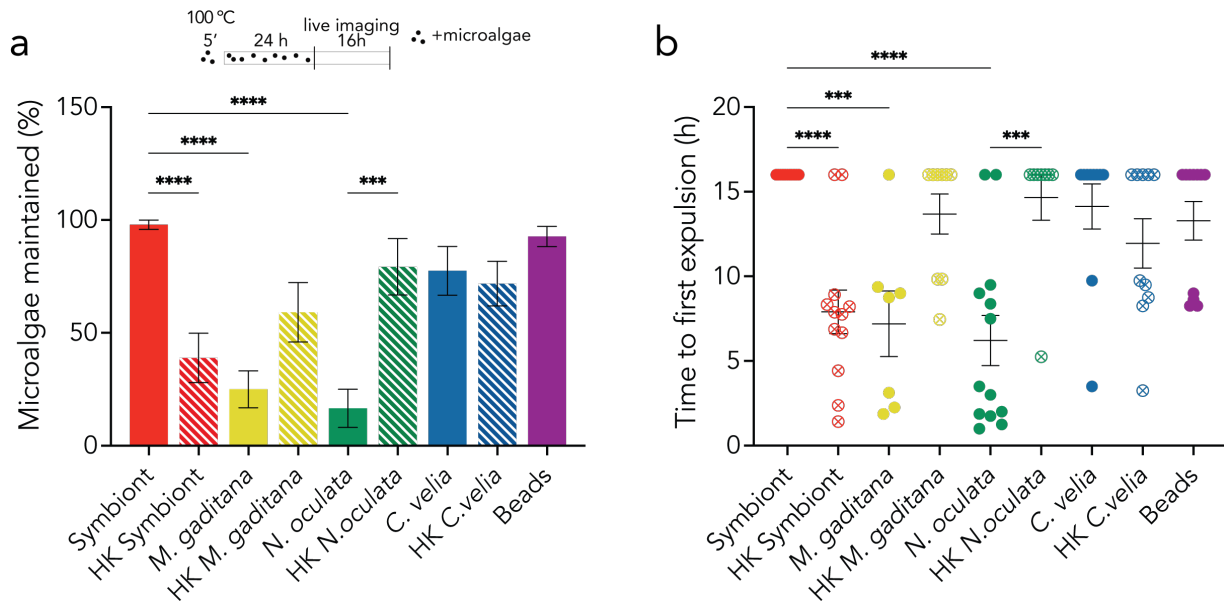 a
100 ºC
5’
24 h
live imaging
16h
+microalgae
Microalgae maintained (%)
150
100
50
0
****
****
****
***
Symbiont
HK Symbiont
M. gaditana
HK M. gaditana
N. oculata
HK N.oculata
C. velia
HK C.velia
Beads
b
Time to first expulsion (h)
20
15
10
5
0
****
***
****
***
Symbiont
HK Symbiont
M. gaditana
HK M. gaditana
N. oculata
HK N.oculata
C. velia
HK C.velia
Beads